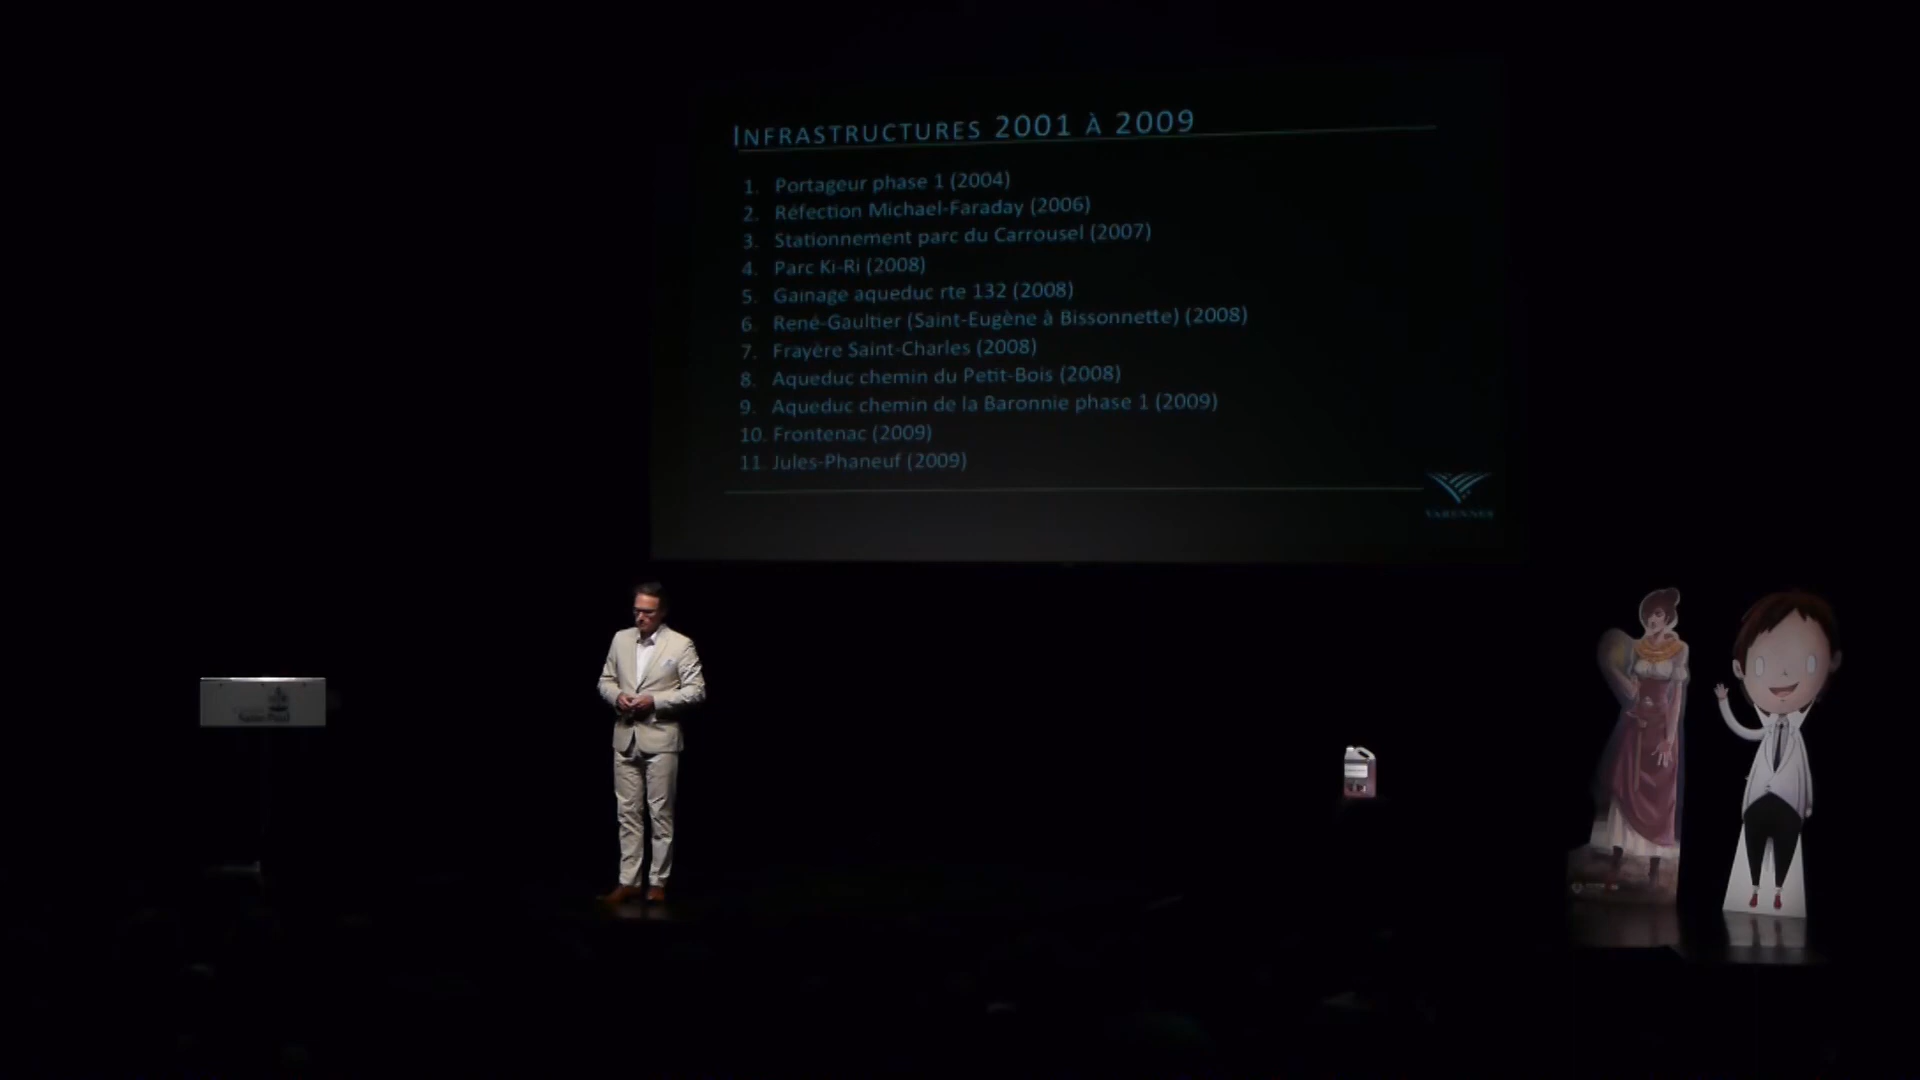 INFRASTRUCTURES 2001 À 2009
1. Portageur phase 1 (2004)
2. Réfection Michael-Faraday (2006)
3. Stationnement parc du Carrousel (2007)
4. Parc Ki-Ri (2008)
5. Gainage aqueduc rte 132 (2008)
6. René-Gaultier (Saint-Eugène à Bissonnette) (2008)
7. Frayère Saint-Charles (2008)
8. Aqueduc chemin du Petit-Bois (2008)
9. Aqueduc chemin de la Baronnie phase 1 (2009)
10. Frontenac (2009)
11. Jules-Phaneuf (2009)
VARENNES